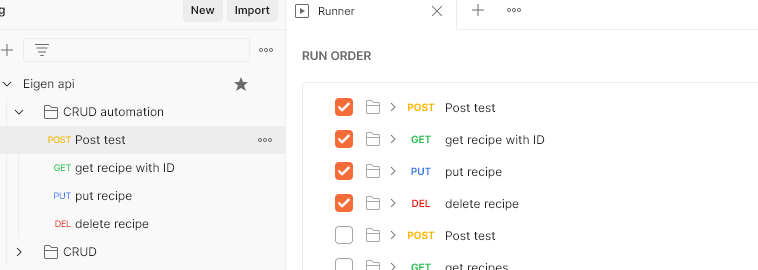 g
New
Import
Eigen api
CRUD automation
POST Post test
GET get recipe with ID
PUT put recipe
DEL delete recipe
CRUD
Runner
RUN ORDER
POST Post test
GET get recipe with ID
PUT put recipe
DEL delete recipe
POST Post test
GET get recipes